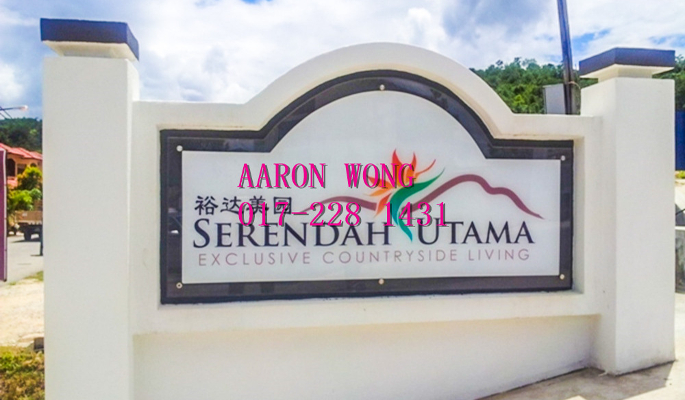 AARON WONG
裕达美园
017-228 1431
SERENDAH UTAMA
EXCLUSIVE COUNTRYSIDE LIVING